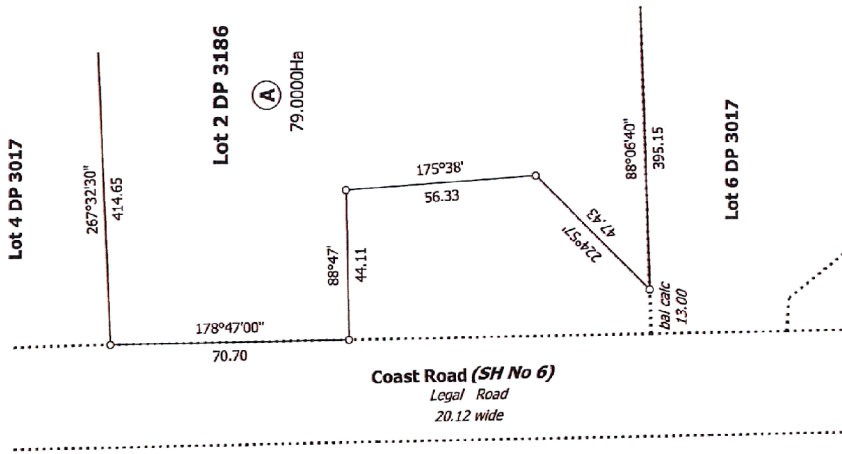 Lot 4 DP 3017
267°32'30"
414.65
Lot 2 DP 3186
A
79.0000Ha
178°47'00"
70.70
88°47'
44.11
175°38'
56.33
224°57'
47.43
88°06'40"
395.15
bal calc
13.00
Lot 6 DP 3017
Coast Road (SH No 6)
Legal Road
20.12 wide